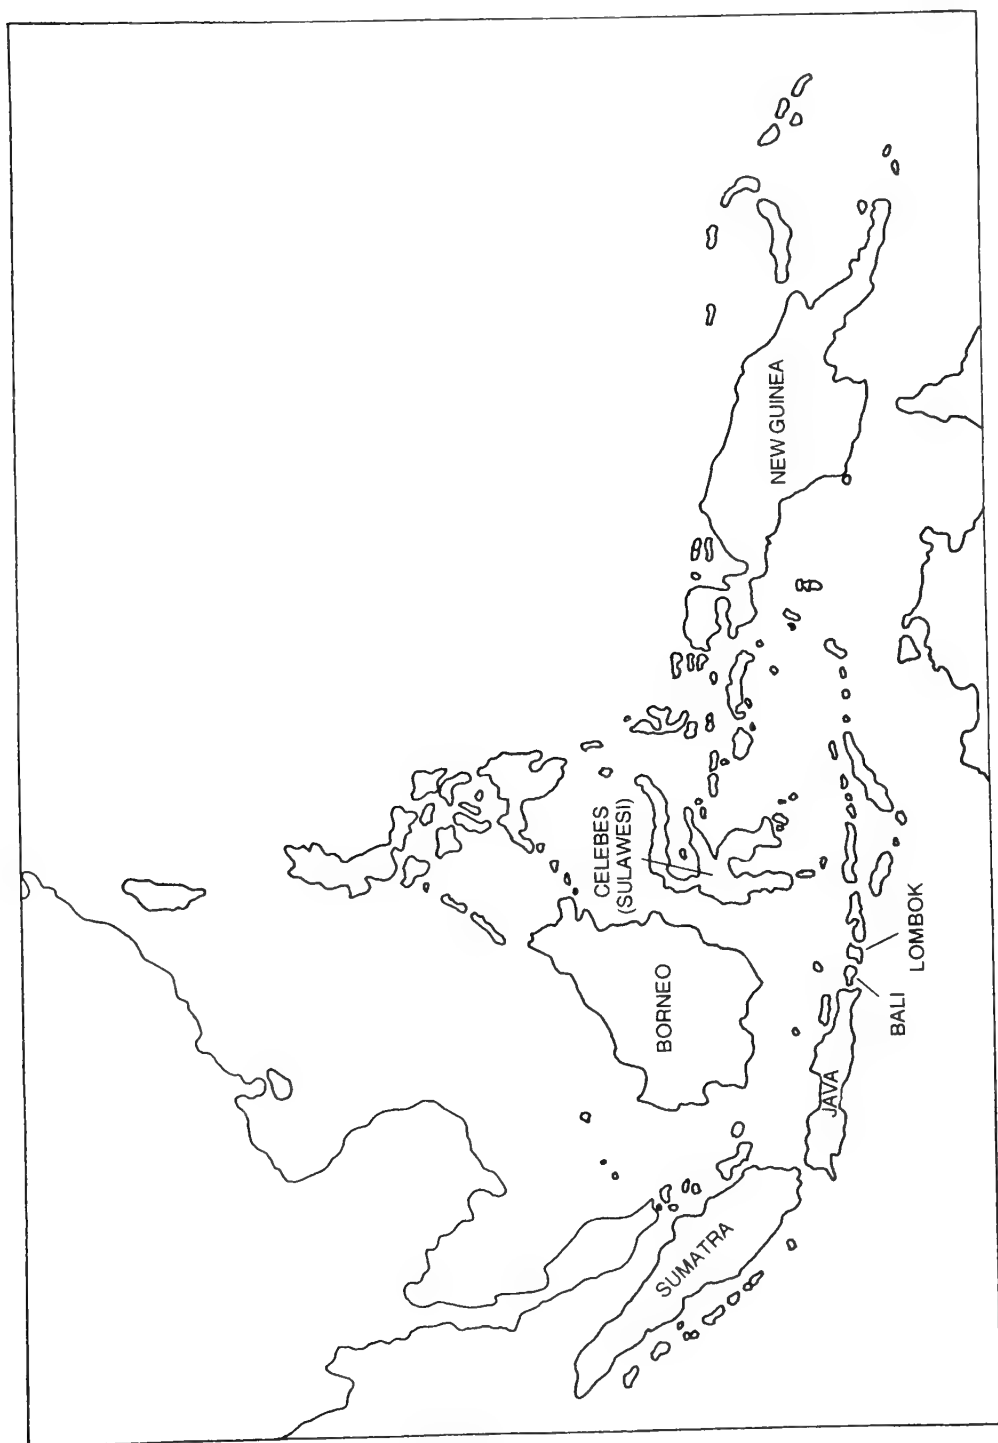 SUMATRA
JAVA
BORNEO
BALI
LOMBOK
CELEBES
(SULAWESI)
NEW GUINEA